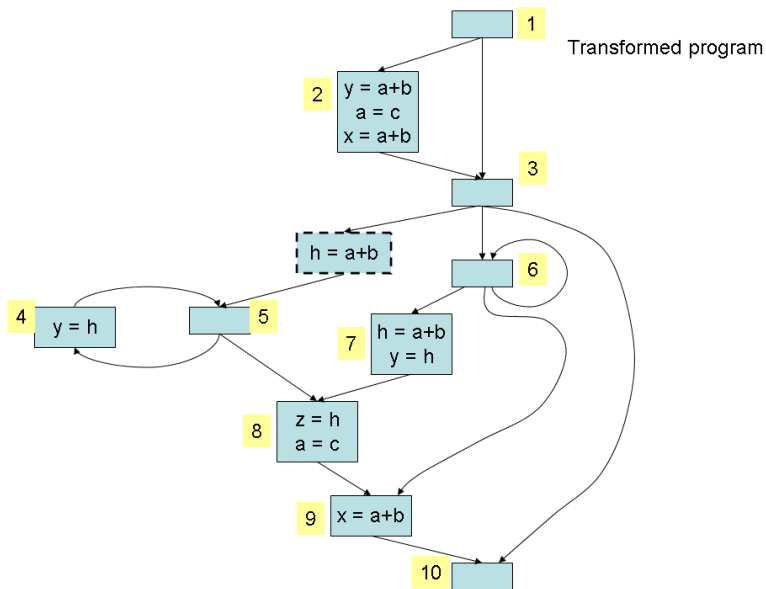 1
Transformed program
2
y = a+b
a = c
x = a+b
3
h = a+b
6
4
y = h
5
7
h = a+b
y = h
8
z = h
a = c
9
x = a+b
10